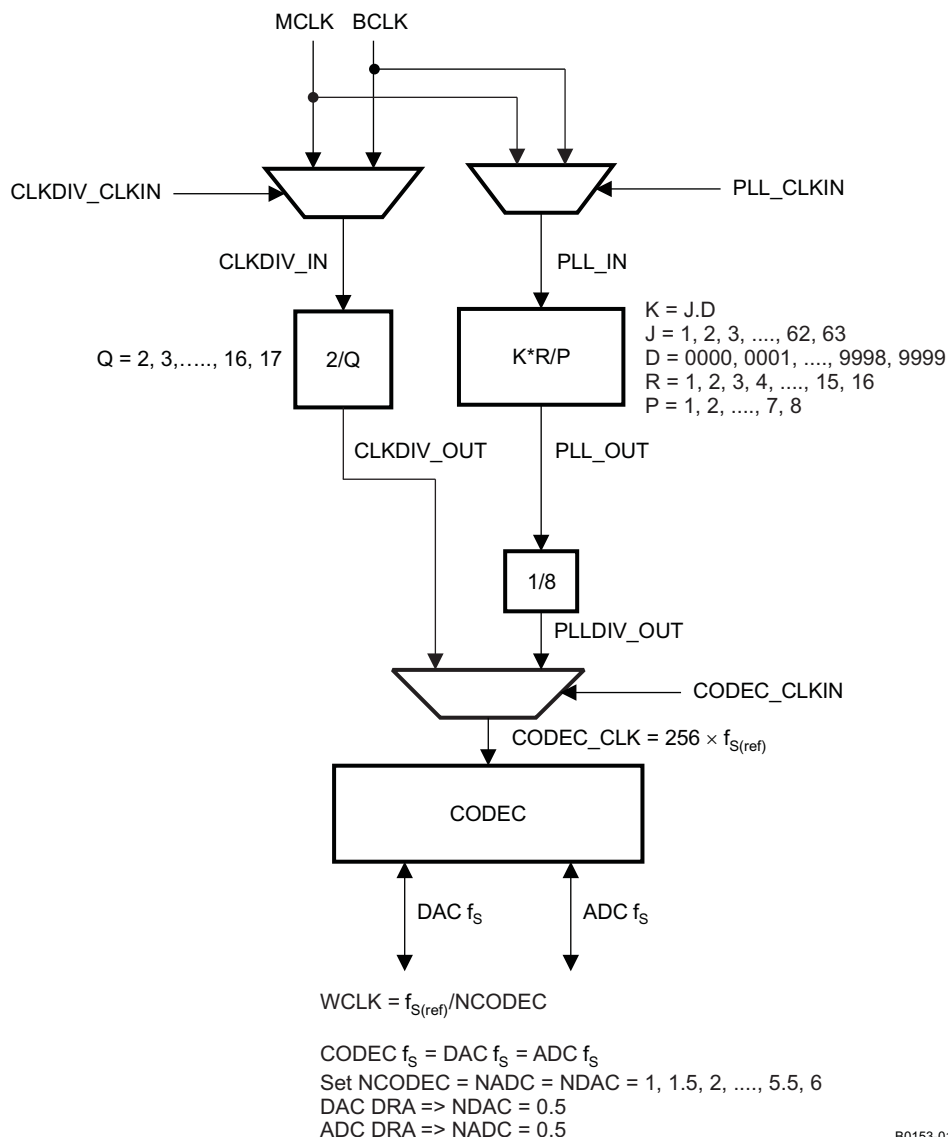 MCLK BCLK
CLKDIV_CLKIN
PLL_CLKIN
CLKDIV_IN
PLL_IN
Q = 2, 3,....., 16, 17
2/Q
K*R/P
K = J.D
J = 1, 2, 3, ...., 62, 63
D = 0000, 0001, ...., 9998, 9999
R = 1, 2, 3, 4, ...., 15, 16
P = 1, 2, ...., 7, 8
CLKDIV_OUT
PLL_OUT
1/8
PLLDIV_OUT
CODEC_CLKIN
CODEC_CLK = 256 × fS(ref)
CODEC
DAC fS
ADC fS
WCLK = fS(ref)/NCODEC
CODEC fS = DAC fS = ADC fS
Set NCODEC = NADC = NDAC = 1, 1.5, 2, ...., 5.5, 6
DAC DRA => NDAC = 0.5
ADC DRA => NADC = 0.5